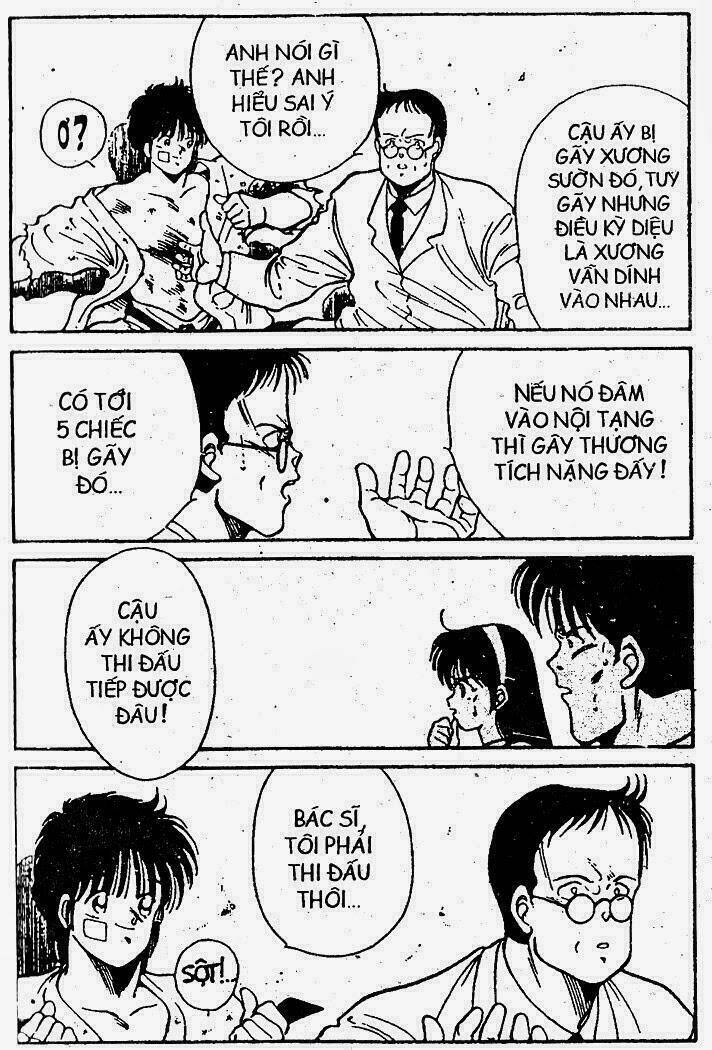 ANH NÓI GÌ
THẾ? ANH
HIỂU SAI Ý
TÔI RỒI...
Ơ?
CẬU ẤY BỊ
GÃY XƯƠNG
SƯỜN ĐÓ, TUY
GÃY NHƯNG
ĐIỀU KỲ DIỆU
LÀ XƯƠNG
VẪN DÍNH
VÀO NHAU...
CÓ TỚI
5 CHIẾC
BỊ GÃY
ĐÓ...
NẾU NÓ ĐÂM
VÀO NỘI TẠNG
THÌ GÂY THƯƠNG
TÍCH NẶNG ĐẤY!
CẬU
ẤY KHÔNG
THI ĐẤU
TIẾP ĐƯỢC
ĐÂU!
BÁC SĨ,
TÔI PHẢI
THI ĐẤU
THÔI...
SỘT!..